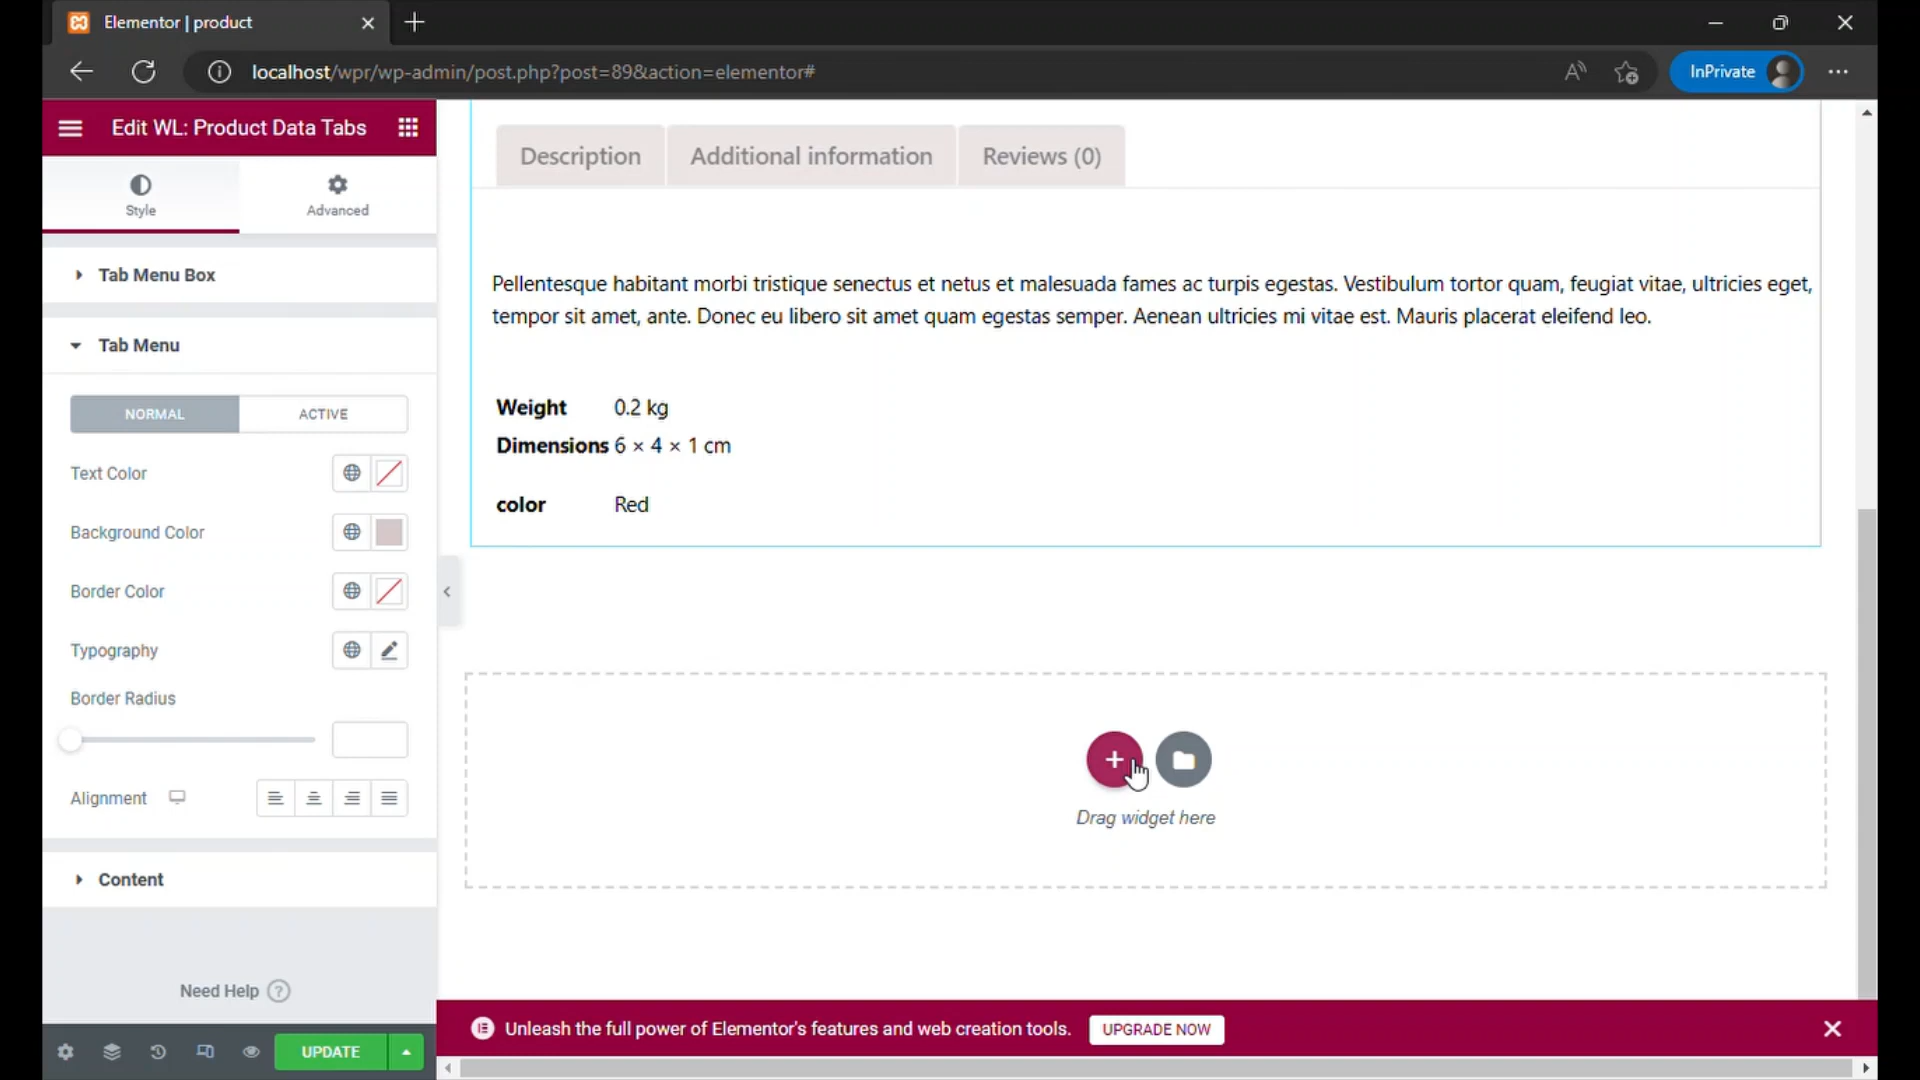 Elementor | product
localhost/wpr/wp-admin/post.php?post=89&action=elementor#
InPrivate
Edit WL: Product Data Tabs
Style
Advanced
Tab Menu Box
Tab Menu
NORMAL
ACTIVE
Text Color
Background Color
Border Color
Typography
Border Radius
Alignment
Content
Need Help ?
UPDATE
Description
Additional information
Reviews (0)
Pellentesque habitant morbi tristique senectus et netus et malesuada fames ac turpis egestas. Vestibulum tortor quam, feugiat vitae, ultricies eget,
tempor sit amet, ante. Donec eu libero sit amet quam egestas semper. Aenean ultricies mi vitae est. Mauris placerat eleifend leo.
Weight 0.2 kg
Dimensions 6 × 4 × 1 cm
color Red
Drag widget here
Unleash the full power of Elementor's features and web creation tools.
UPGRADE NOW